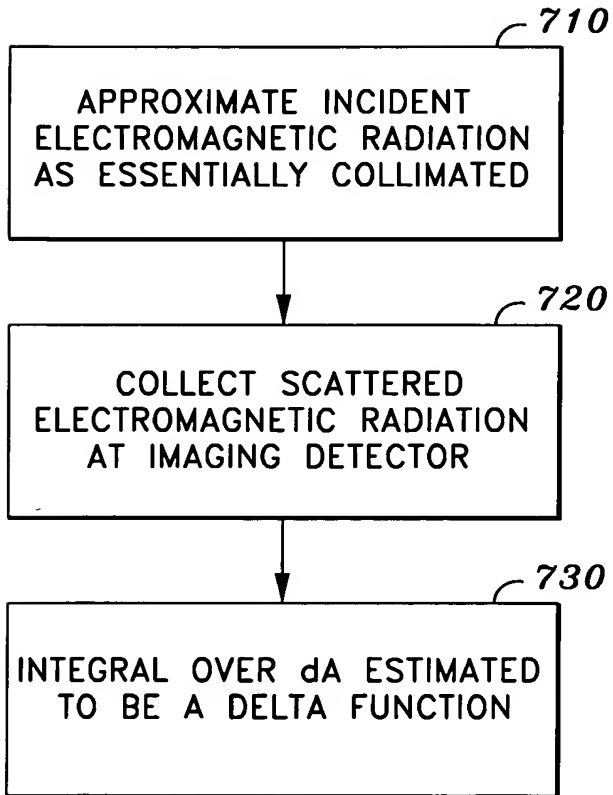 710
APPROXIMATE INCIDENT
ELECTROMAGNETIC RADIATION
AS ESSENTIALLY COLLIMATED
720
COLLECT SCATTERED
ELECTROMAGNETIC RADIATION
AT IMAGING DETECTOR
730
INTEGRAL OVER dA ESTIMATED
TO BE A DELTA FUNCTION